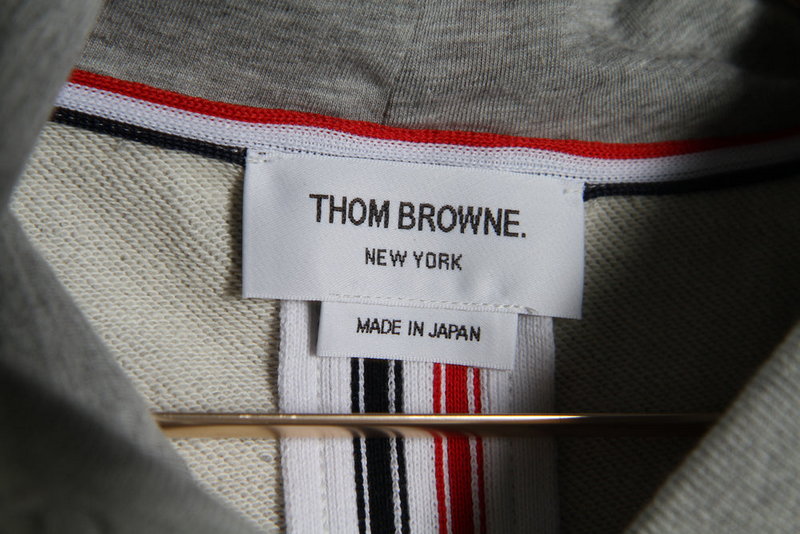 THOM BROWNE.
NEW YORK
MADE IN JAPAN